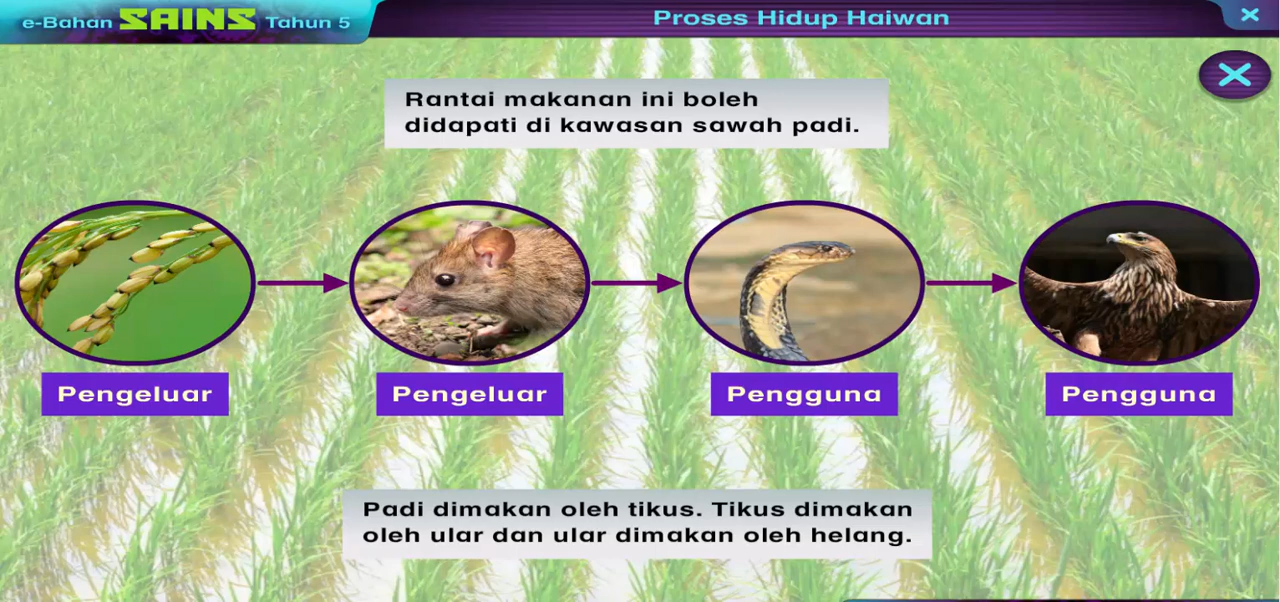 e-Bahan SAINS Tahun 5
Proses Hidup Haiwan
Rantai makanan ini boleh
didapati di kawasan sawah padi.
Pengeluar
Pengeluar
Pengguna
Pengguna
Padi dimakan oleh tikus. Tikus dimakan
oleh ular dan ular dimakan oleh helang.